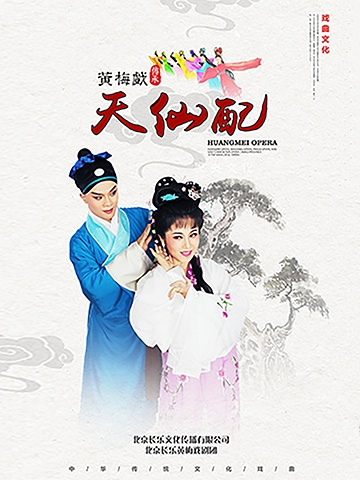 戏曲文化
黄梅戏
天仙配
HUANGMEI OPERA
北京长乐文化传播有限公司
北京长乐黄梅戏剧团
中华传统文化戏曲